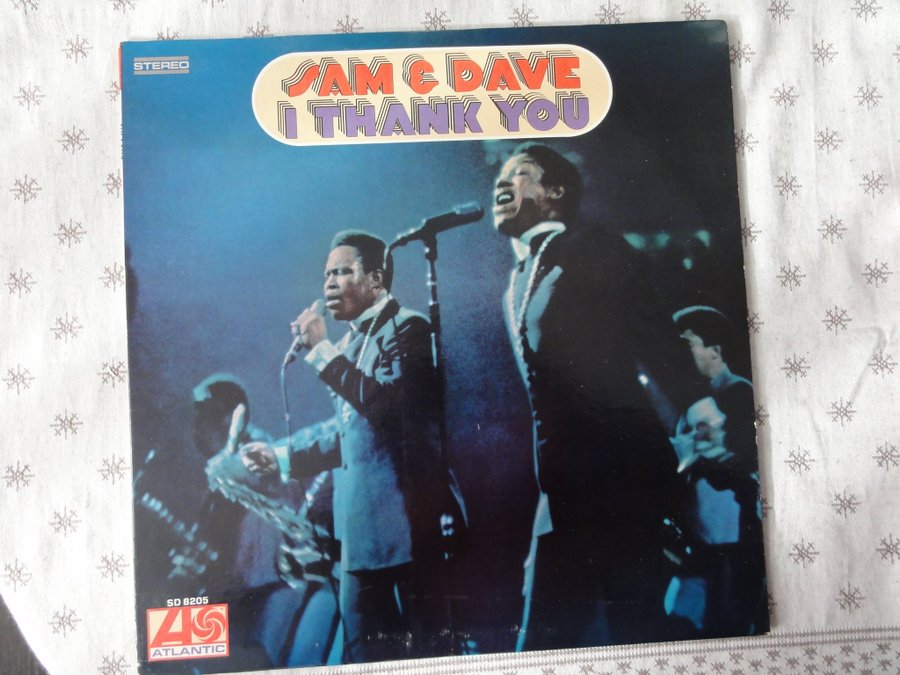 STEREO
SAM & DAVE
I THANK YOU
SD 8205
ATLANTIC